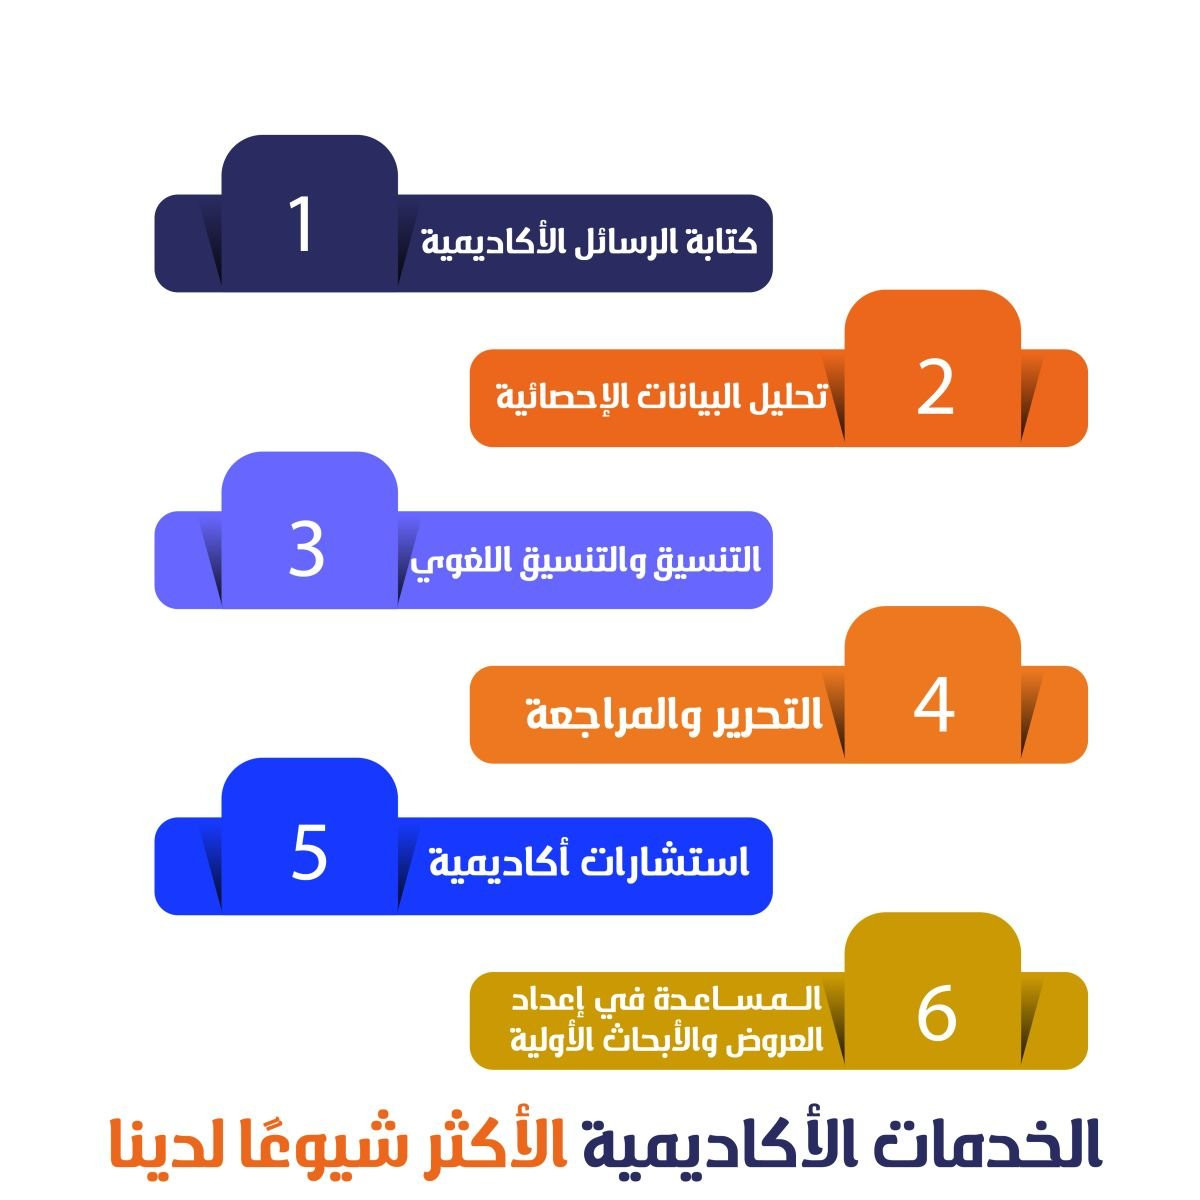 1
كتابة الرسائل الأكاديمية
2
تحليل البيانات الإحصائية
3
التنسيق والتنسيق اللغوي
4
التحرير والمراجعة
5
استشارات أكاديمية
6
الـمـسـاعـدة في إعداد
العروض والأبحاث الأولية
الخدمات الأكاديمية الأكثر شيوعًا لدينا